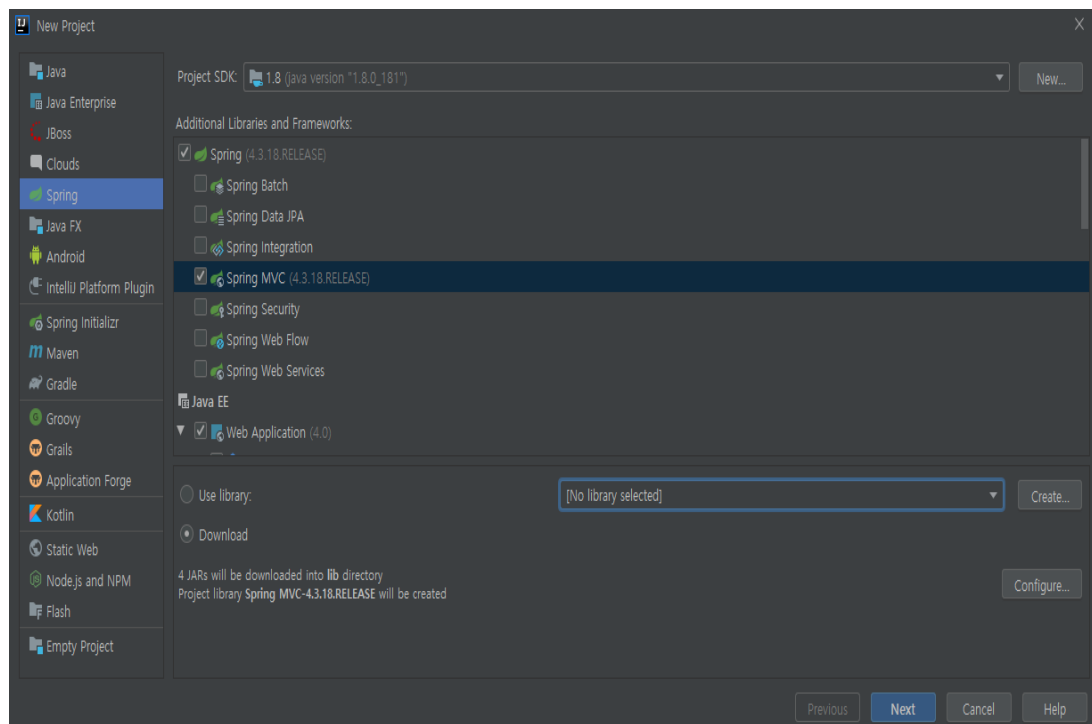 New Project
Java
Java Enterprise
JBoss
Clouds
Spring
Java FX
Android
IntelliJ Platform Plugin
Spring Initializr
Maven
Gradle
Groovy
Grails
Application Forge
Kotlin
Static Web
Node.js and NPM
Flash
Empty Project
Project SDK: 1.8 (java version "1.8.0_181") New...
Additional Libraries and Frameworks:
Spring (4.3.18.RELEASE)
Spring Batch
Spring Data JPA
Spring Integration
Spring MVC (4.3.18.RELEASE)
Spring Security
Spring Web Flow
Spring Web Services
Java EE
Web Application (4.0)
Use library: [No library selected] Create...
Download
4 JARs will be downloaded into lib directory
Project library Spring MVC-4.3.18.RELEASE will be created
Configure...
Previous Next Cancel Help